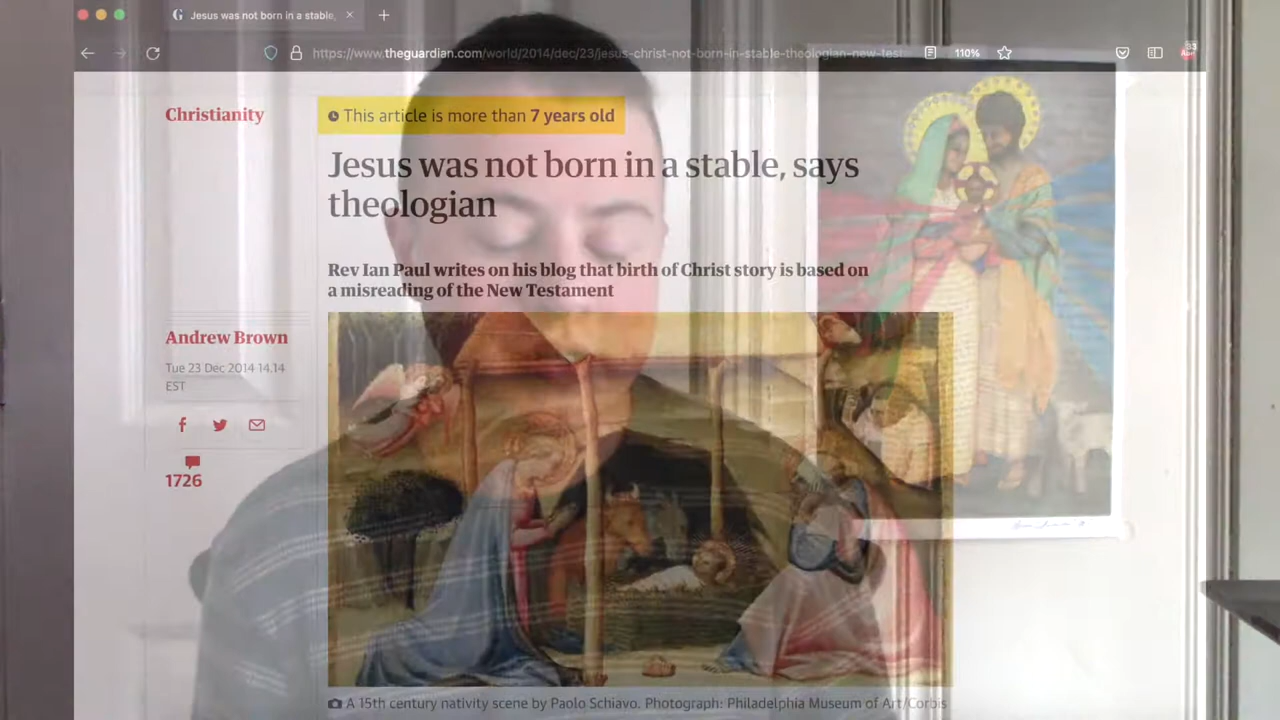 Jesus was not born in a stable,
https://www.theguardian.com/world/2014/dec/23/jesus-christ-not-born-in-stable-theologian-new-test
110%
Christianity
This article is more than 7 years old
Jesus was not born in a stable, says
theologian
Rev Ian Paul writes on his blog that birth of Christ story is based on
a misreading of the New Testament
Andrew Brown
Tue 23 Dec 2014 14.14
EST
1726
A 15th century nativity scene by Paolo Schiavo. Photograph: Philadelphia Museum of Art/Corbis